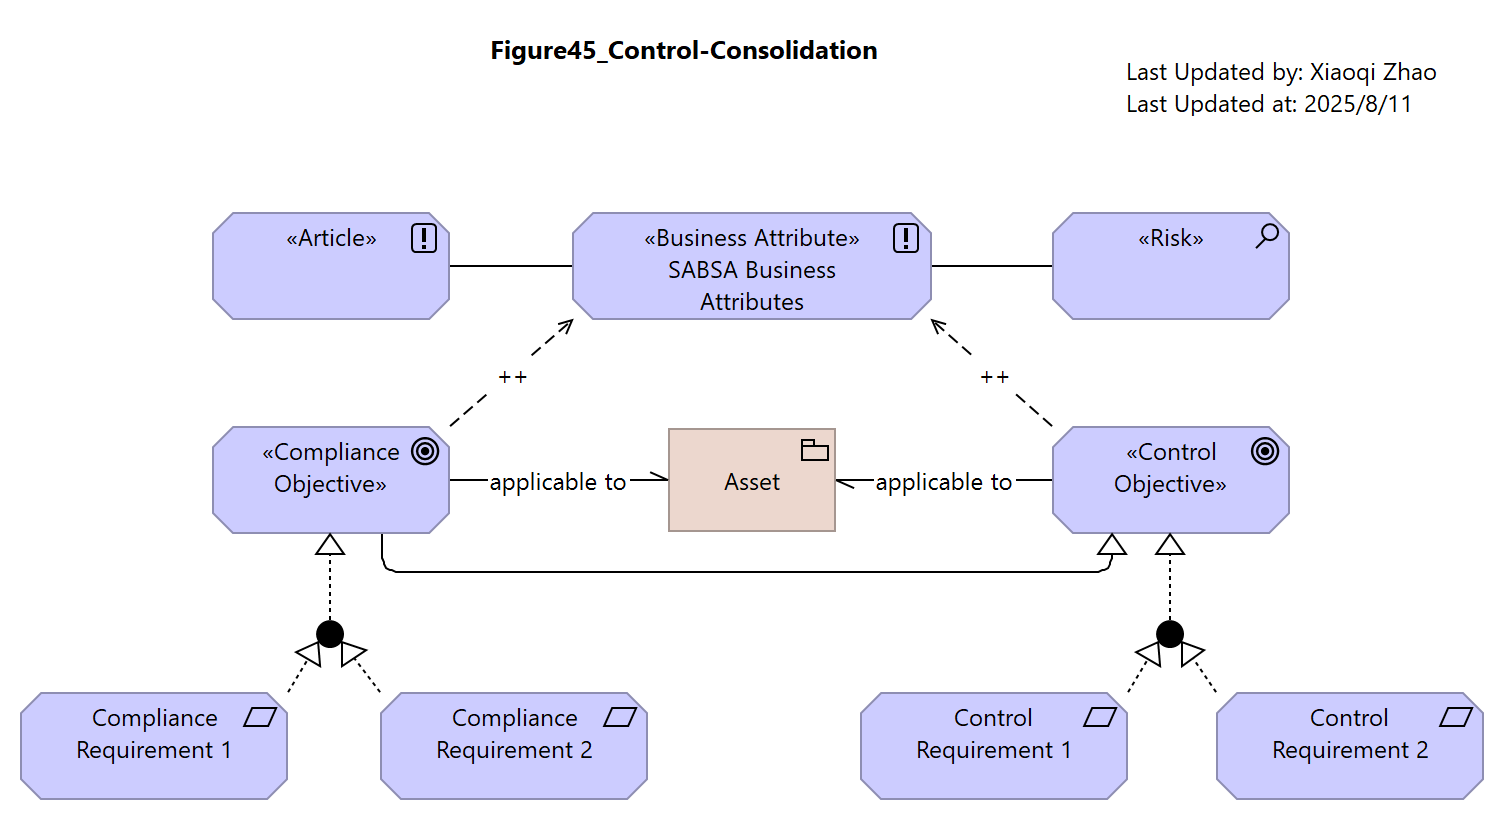 Figure45_Control-Consolidation
Last Updated by: Xiaoqi Zhao
Last Updated at: 2025/8/11
«Article»
«Business Attribute»
SABSA Business
Attributes
«Risk»
++
++
«Compliance
Objective»
applicable to
Asset
applicable to
«Control
Objective»
Compliance
Requirement 1
Compliance
Requirement 2
Control
Requirement 1
Control
Requirement 2